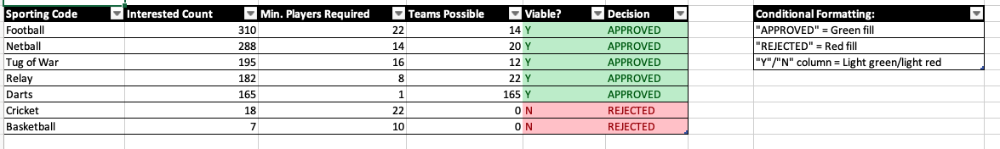 Sporting Code Interested Count Min. Players Required Teams Possible Viable? Decision Conditional Formatting:
Football 310 22 14 Y APPROVED "APPROVED" = Green fill
Netball 288 14 20 Y APPROVED "REJECTED" = Red fill
Tug of War 195 16 12 Y APPROVED "Y"/"N" column = Light green/light red
Relay 182 8 22 Y APPROVED
Darts 165 1 165 Y APPROVED
Cricket 18 22 0 N REJECTED
Basketball 7 10 0 N REJECTED